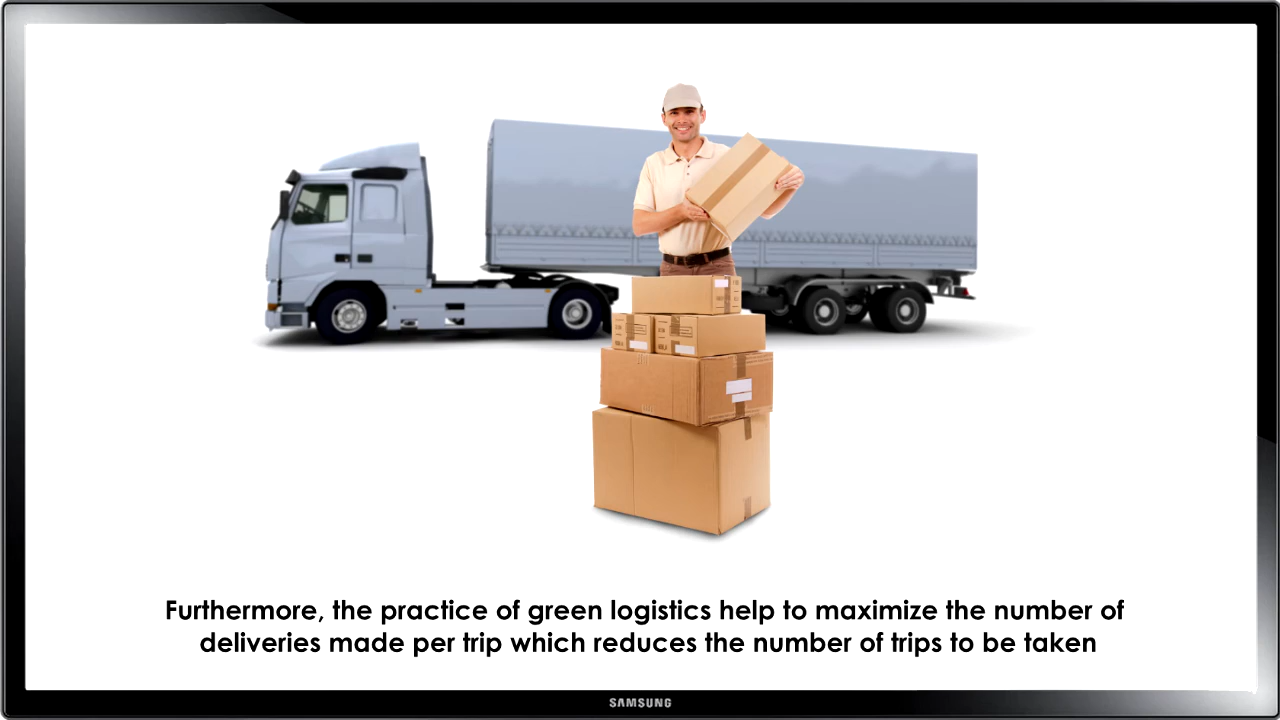 Furthermore, the practice of green logistics help to maximize the number of
deliveries made per trip which reduces the number of trips to be taken
SAMSUNG